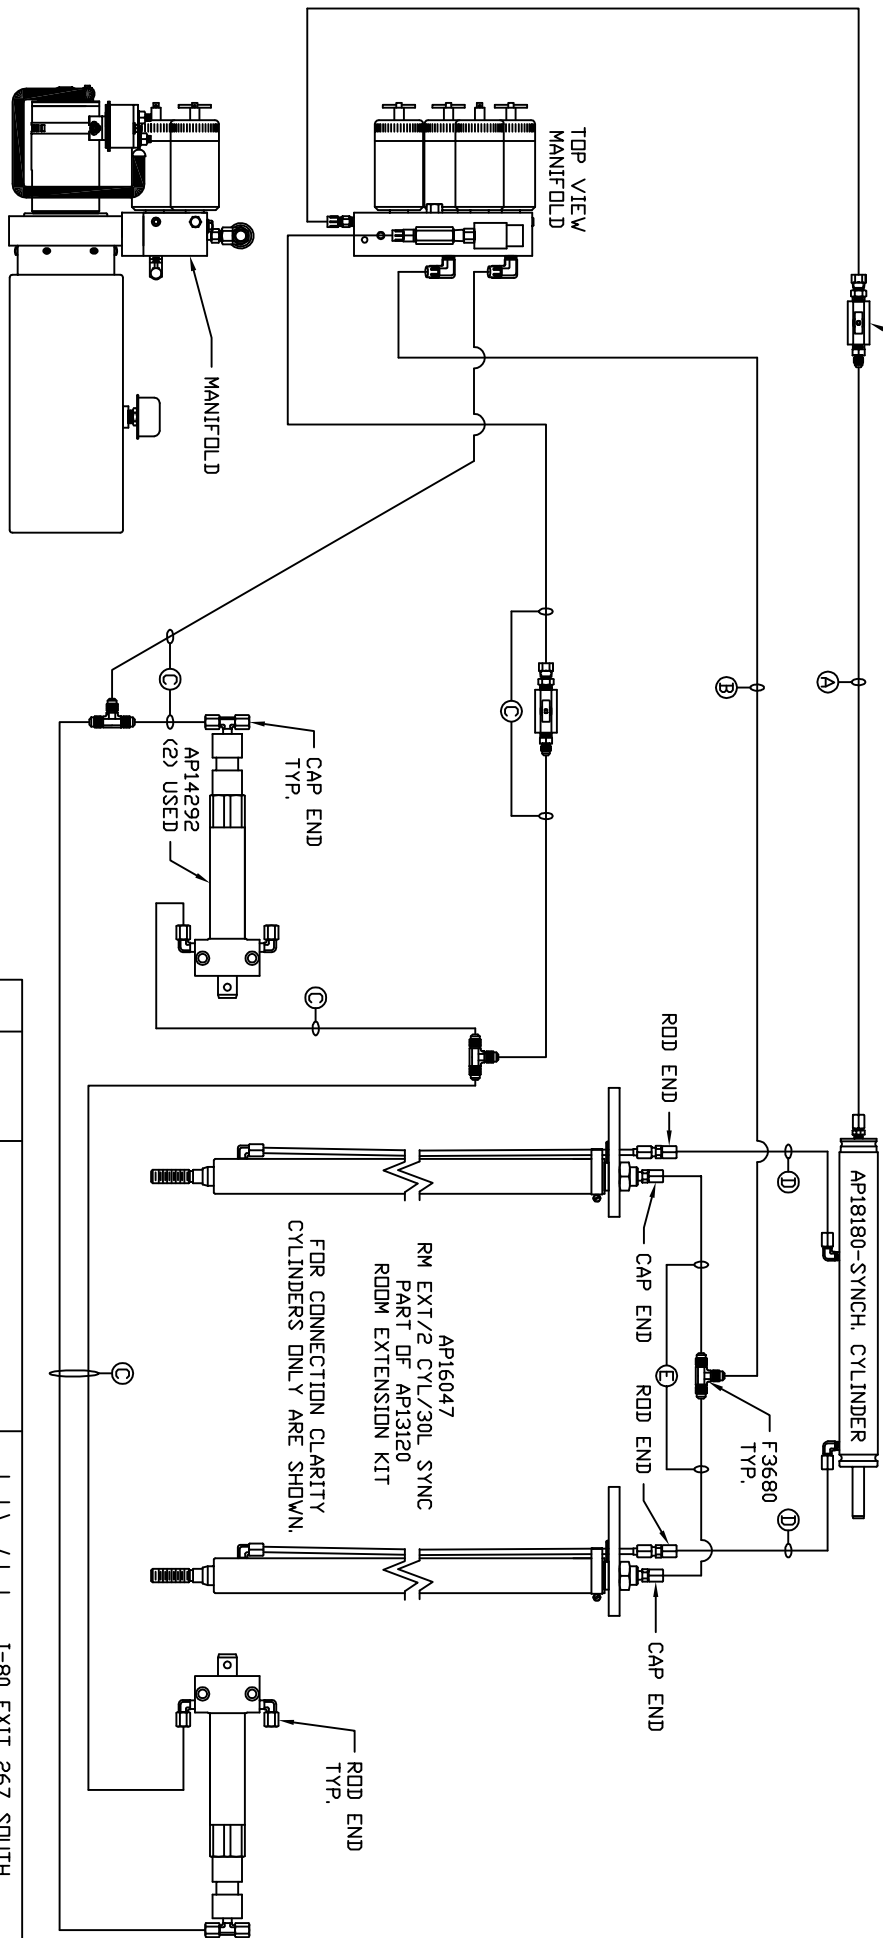 TOP VIEW
MANIFOLD
MANIFOLD
A
B
C
C
CAP END
TYP.
AP14292
(2) USED
C
ROD END
D
AP18180-SYNCH. CYLINDER
CAP END
E
F3680
TYP.
ROD END
D
AP16047
RM EXT/2 CYL/30L SYNC
PART OF AP13120
ROOM EXTENSION KIT
FOR CONNECTION CLARITY
CYLINDERS ONLY ARE SHOWN.
C
CAP END
ROD END
TYP.
I-80 EXIT 267 SOUTH